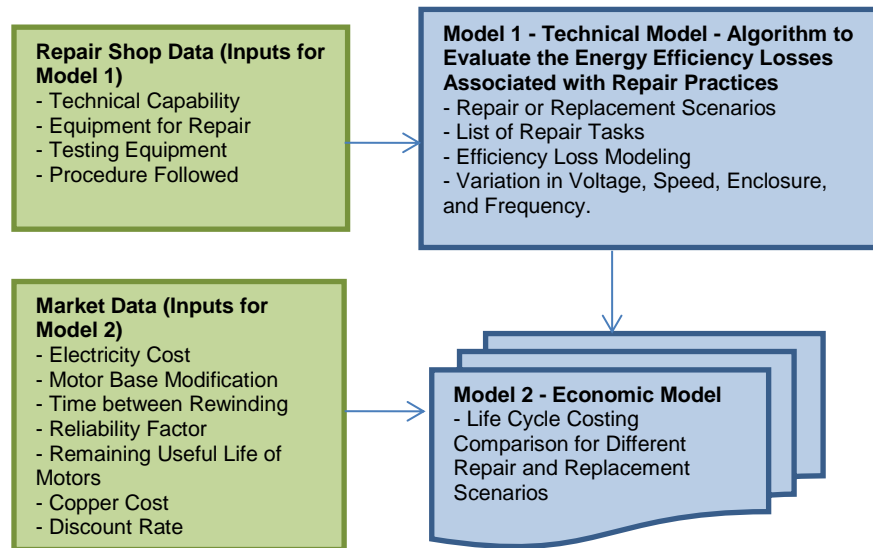 Repair Shop Data (Inputs for
Model 1)
- Technical Capability
- Equipment for Repair
- Testing Equipment
- Procedure Followed
Model 1 - Technical Model - Algorithm to
Evaluate the Energy Efficiency Losses
Associated with Repair Practices
- Repair or Replacement Scenarios
- List of Repair Tasks
- Efficiency Loss Modeling
- Variation in Voltage, Speed, Enclosure,
and Frequency.
Market Data (Inputs for
Model 2)
- Electricity Cost
- Motor Base Modification
- Time between Rewinding
- Reliability Factor
- Remaining Useful Life of
Motors
- Copper Cost
- Discount Rate
Model 2 - Economic Model
- Life Cycle Costing
Comparison for Different
Repair and Replacement
Scenarios